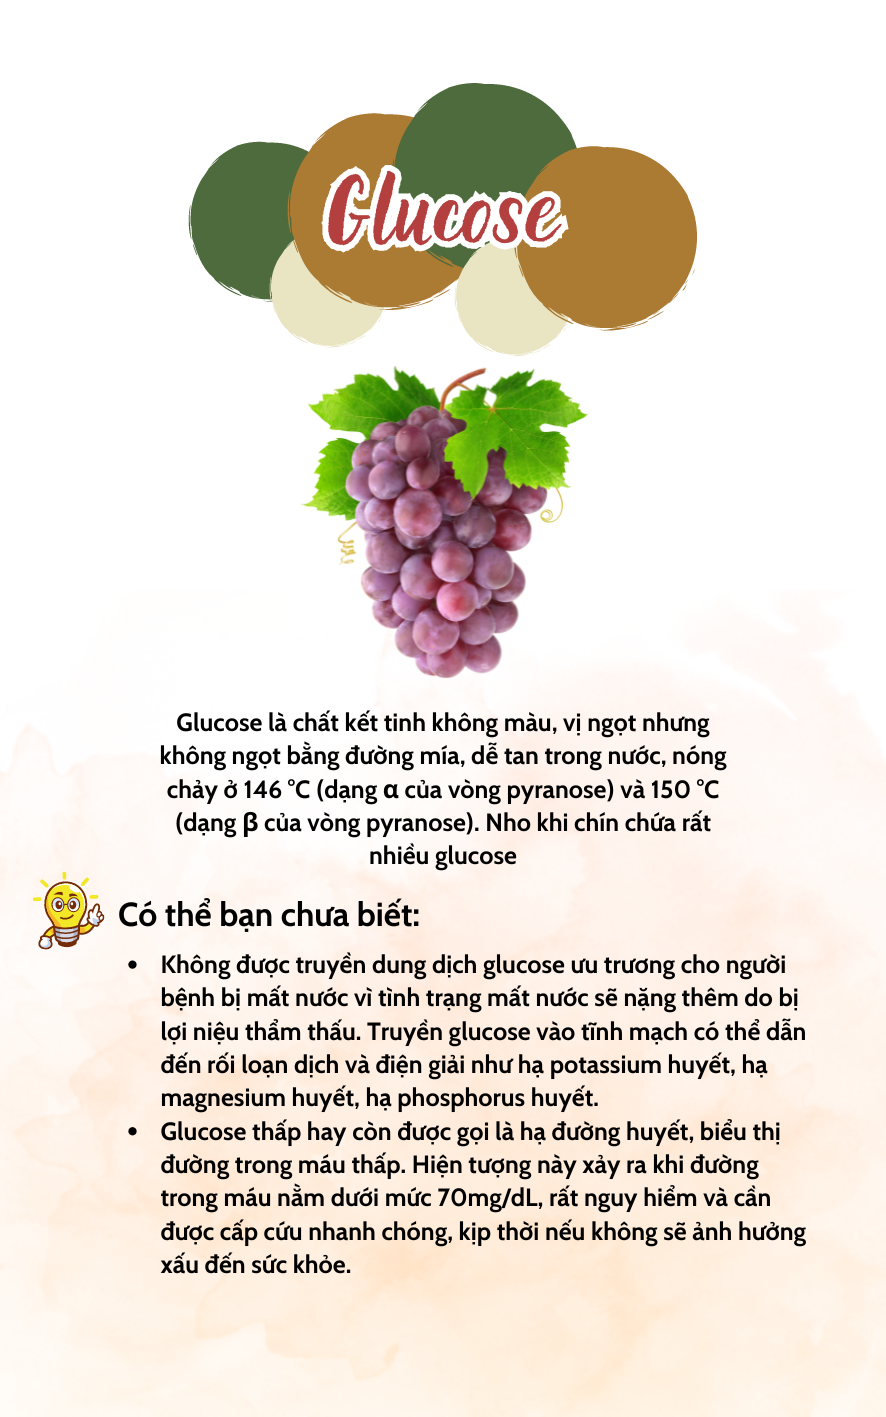 Glucose
Glucose là chất kết tinh không màu, vị ngọt nhưng
không ngọt bằng đường mía, dễ tan trong nước, nóng
chảy ở 146 °C (dạng α của vòng pyranose) và 150 °C
(dạng β của vòng pyranose). Nho khi chín chứa rất
nhiều glucose
Có thể bạn chưa biết:
• Không được truyền dung dịch glucose ưu trương cho người
bệnh bị mất nước vì tình trạng mất nước sẽ nặng thêm do bị
lợi niệu thẩm thấu. Truyền glucose vào tĩnh mạch có thể dẫn
đến rối loạn dịch và điện giải như hạ potassium huyết, hạ
magnesium huyết, hạ phosphorus huyết.
• Glucose thấp hay còn được gọi là hạ đường huyết, biểu thị
đường trong máu thấp. Hiện tượng này xảy ra khi đường
trong máu nằm dưới mức 70mg/dL, rất nguy hiểm và cần
được cấp cứu nhanh chóng, kịp thời nếu không sẽ ảnh hưởng
xấu đến sức khỏe.